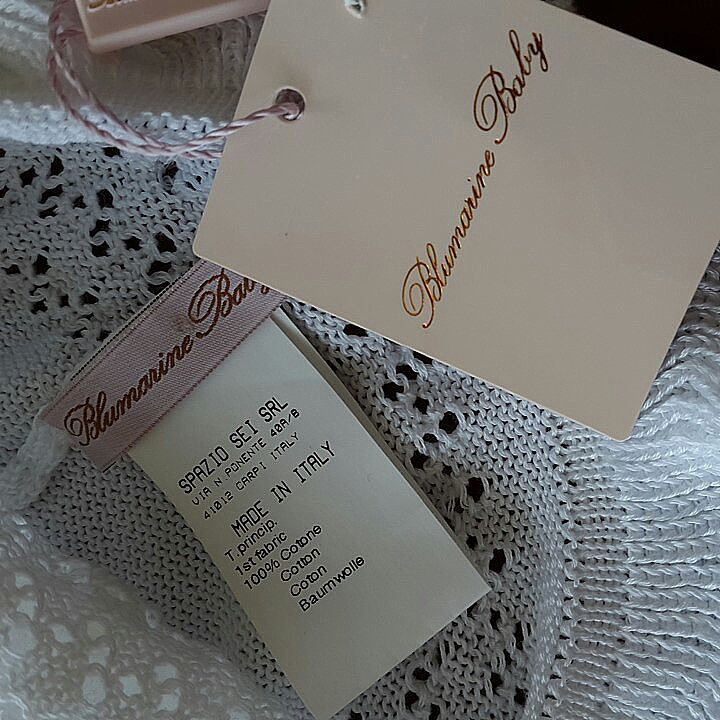 Blumarine Baby
Blumarine Baby
SPAZIO SEI SRL
VIA N.PONENTE 40A/B
41012 CARPI ITALY
MADE IN ITALY
T.princip.
1st fabric
100% Cotone
Cotton
Coton
Baumwolle